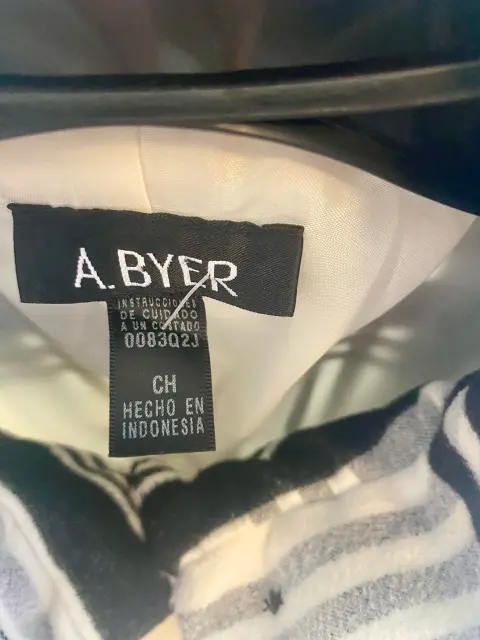 A.BYER
INSTRUCCIONES
DE CUIDADO
A UN COSTADO
0083Q2J
CH
HECHO EN
INDONESIA